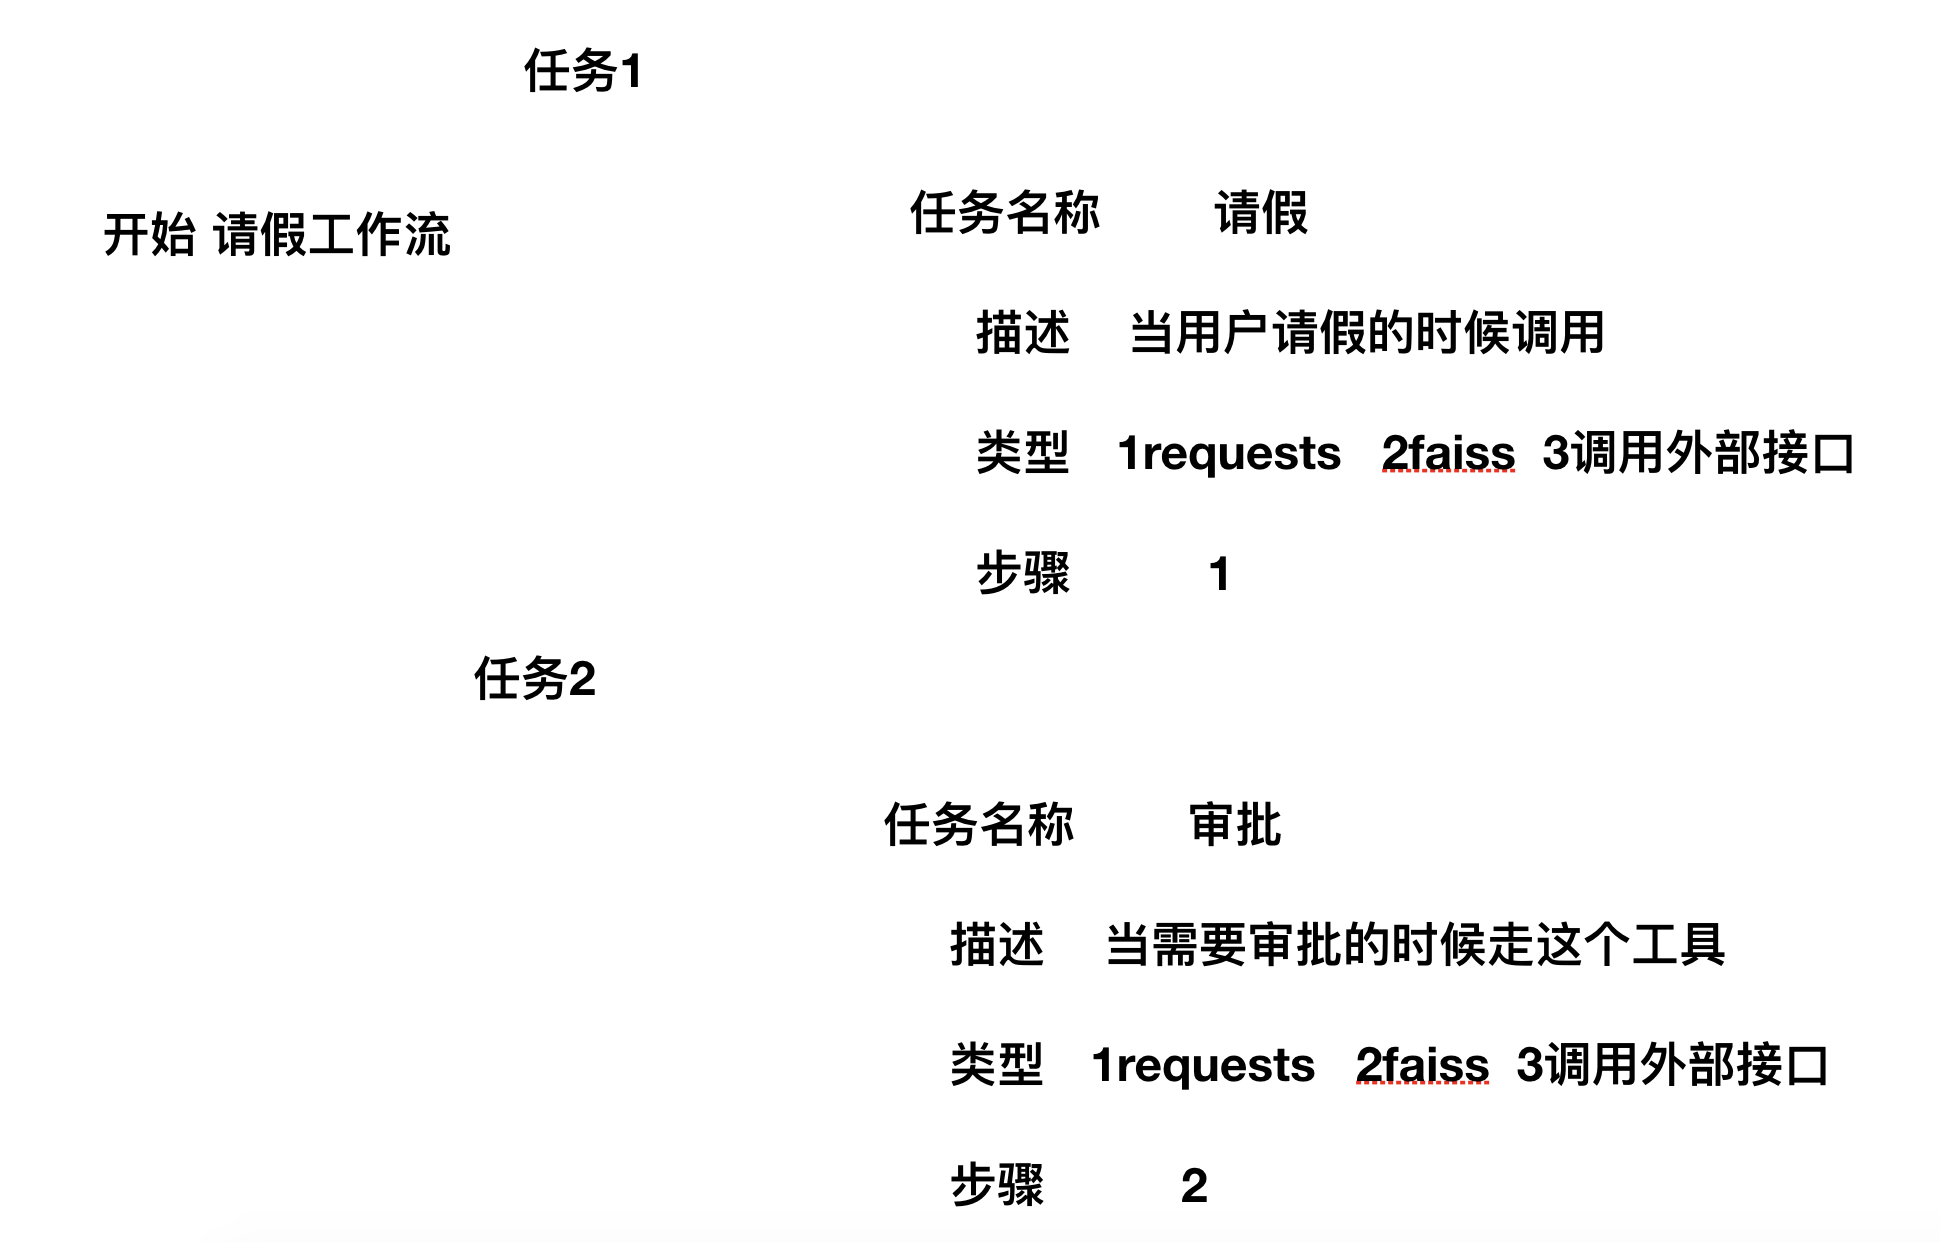 任务1
开始 请假工作流
任务名称 请假
描述 当用户请假的时候调用
类型 1requests 2faiss 3调用外部接口
步骤 1
任务2
任务名称 审批
描述 当需要审批的时候走这个工具
类型 1requests 2faiss 3调用外部接口
步骤 2